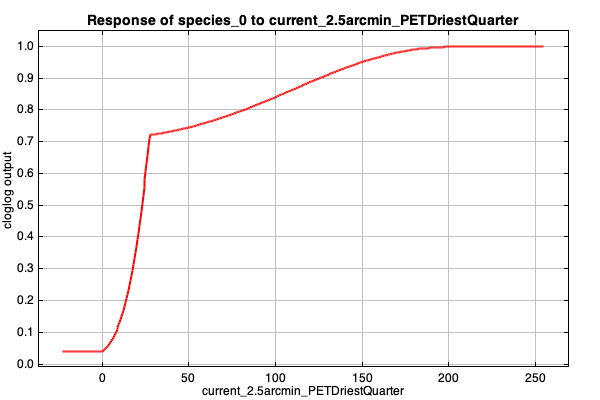 Response of species_0 to current_2.5arcmin_PETDriestQuarter
1.0
0.9
0.8
0.7
0.6
0.5
0.4
0.3
0.2
0.1
0.0
cloglog output
0 50 100 150 200 250
current_2.5arcmin_PETDriestQuarter